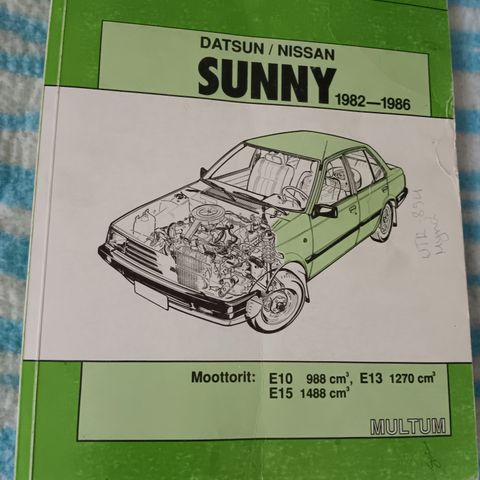 DATSUN / NISSAN
SUNNY 1982—1986
Moottorit: E10 988 cm³, E13 1270 cm³
E15 1488 cm³
MULTUM